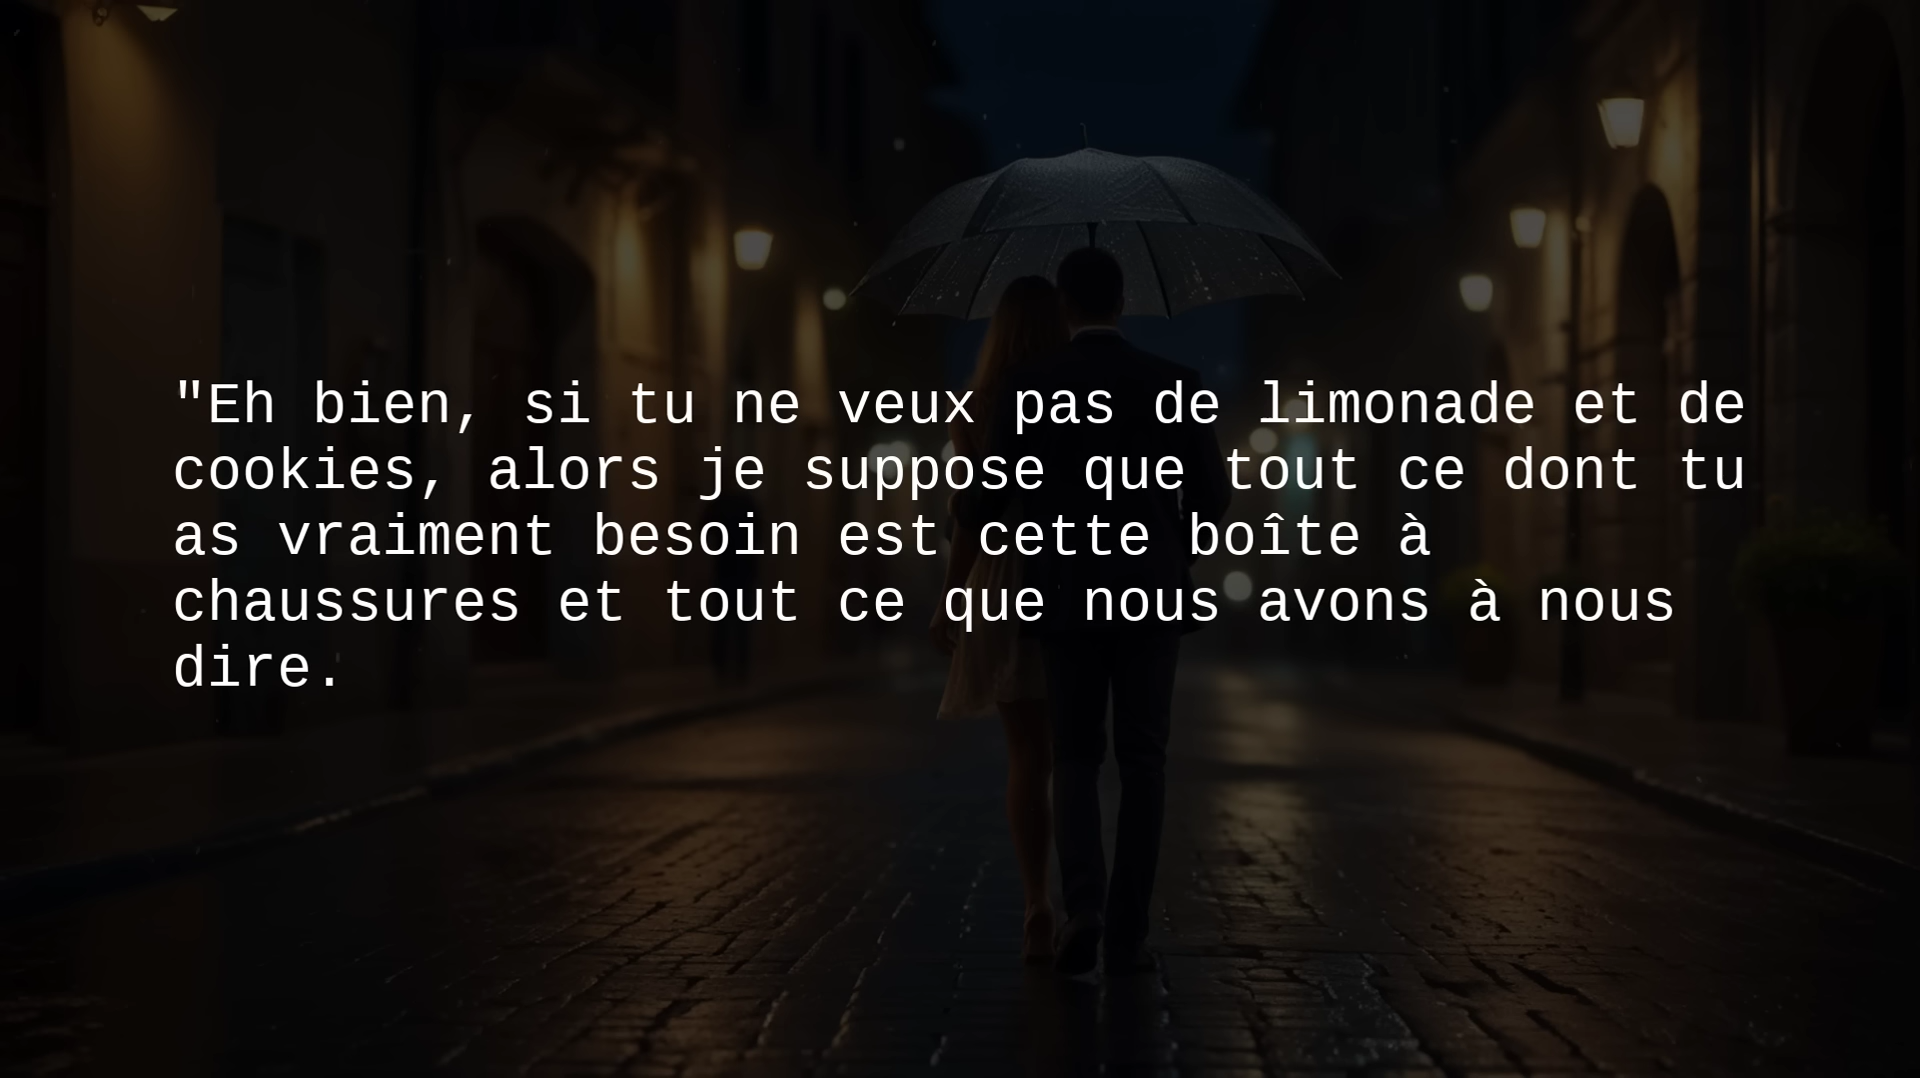 "Eh bien, si tu ne veux pas de limonade et de
cookies, alors je suppose que tout ce dont tu
as vraiment besoin est cette boîte à
chaussures et tout ce que nous avons à nous
dire.